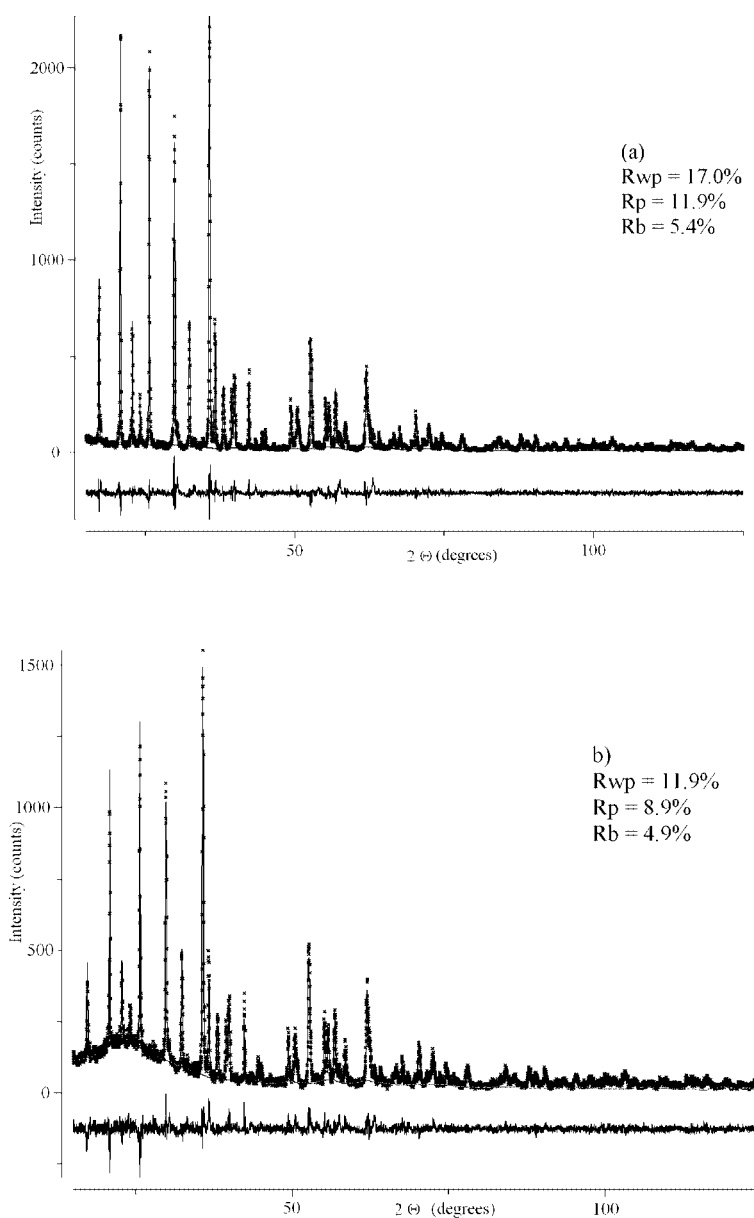 2000
(a)
Rwp = 17.0%
Rp = 11.9%
Rb = 5.4%
Intensity (counts)
1000
0
50
100
2 Θ (degrees)
1500
b)
Rwp = 11.9%
Rp = 8.9%
Rb = 4.9%
1000
Intensity (counts)
500
0
50
100
2 Θ (degrees)